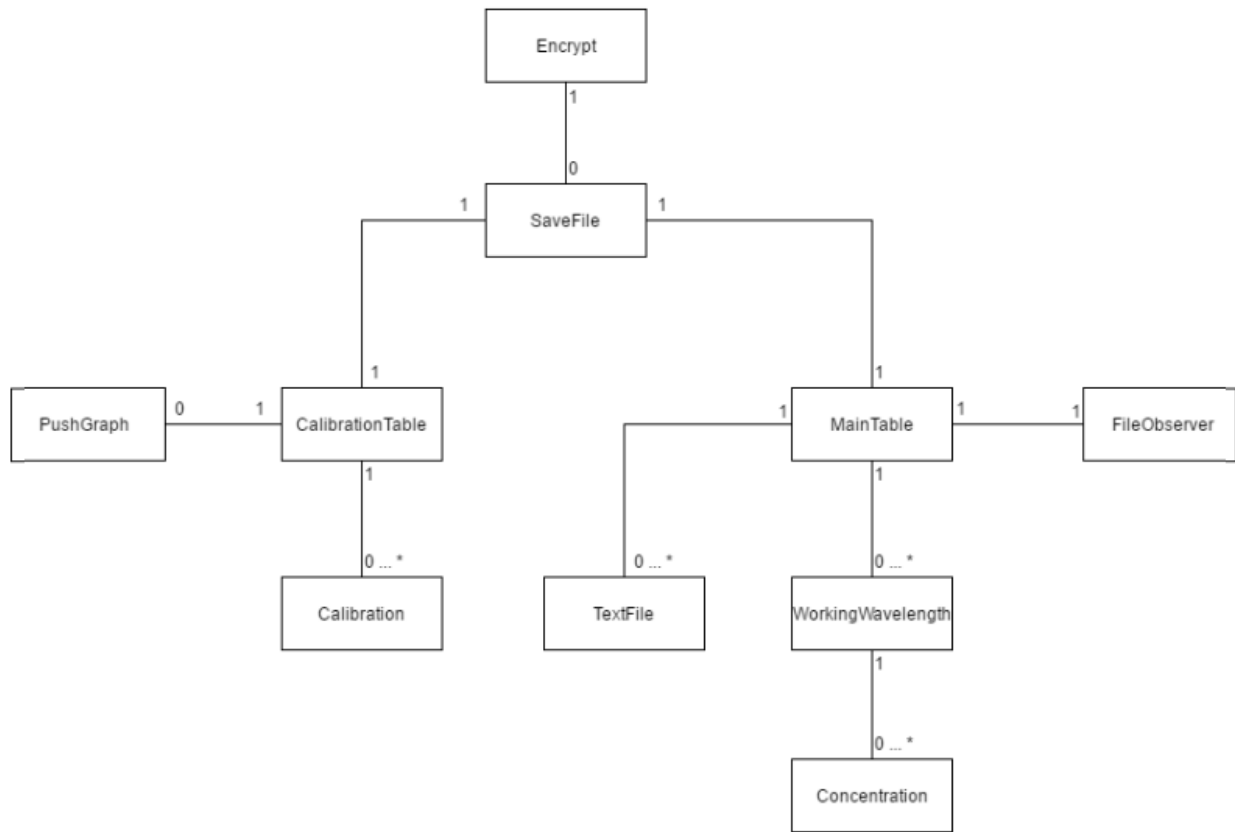 Encrypt
1
0
1
SaveFile
1
1
1
PushGraph
0
1
CalibrationTable
1
MainTable
1
1
FileObserver
1
1
0 ... *
0 ... *
0 ... *
Calibration
TextFile
WorkingWavelength
1
0 ... *
Concentration